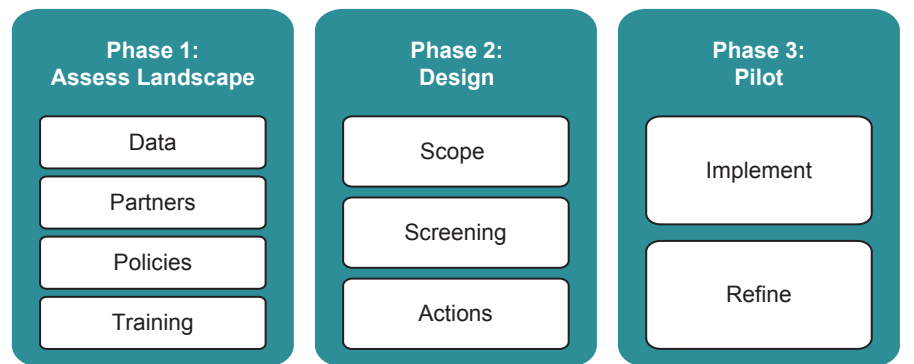 Phase 1:
Assess Landscape
Data
Partners
Policies
Training
Phase 2:
Design
Scope
Screening
Actions
Phase 3:
Pilot
Implement
Refine